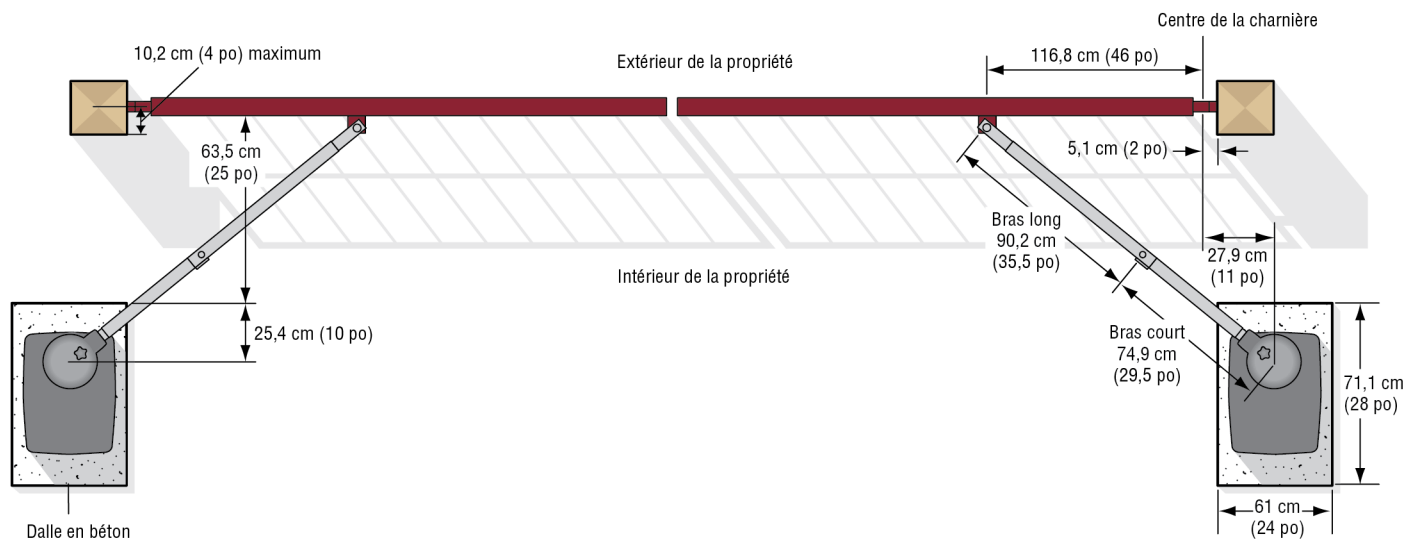 Centre de la charnière
10,2 cm (4 po) maximum
Extérieur de la propriété
116,8 cm (46 po)
63,5 cm
(25 po)
5,1 cm (2 po)
Bras long
90,2 cm
(35,5 po)
27,9 cm
(11 po)
Intérieur de la propriété
25,4 cm (10 po)
Bras court
74,9 cm
(29,5 po)
71,1 cm
(28 po)
61 cm
(24 po)
Dalle en béton